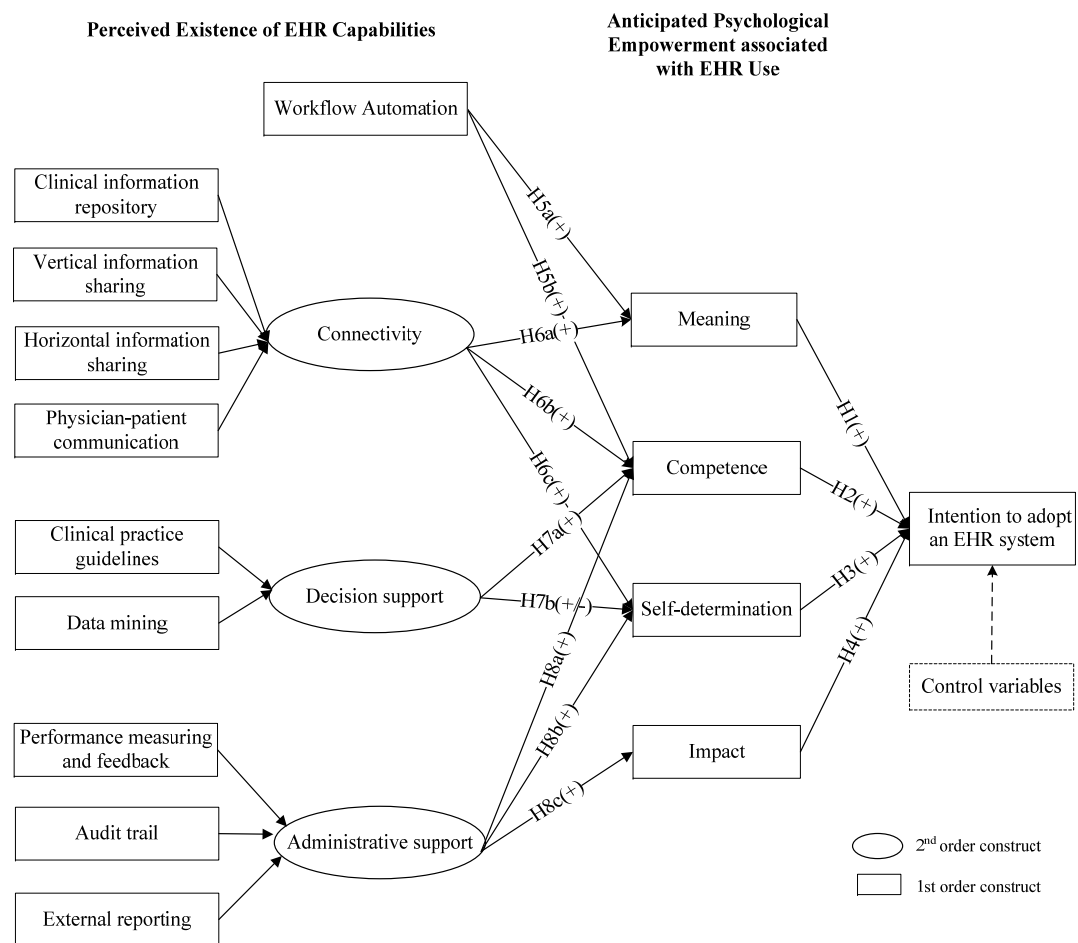 Perceived Existence of EHR Capabilities
Anticipated Psychological
Empowerment associated
with EHR Use
Workflow Automation
Clinical information
repository
Vertical information
sharing
Horizontal information
sharing
Physician-patient
communication
Connectivity
Clinical practice
guidelines
Data mining
Decision support
Performance measuring
and feedback
Audit trail
External reporting
Administrative support
H5a(+)
H5b(+)
H6a(+)
H6b(+)
H6c(+)
H7a(+)
H7b(+/-)
H8a(+)
H8b(+)
H8c(+)
Meaning
Competence
Self-determination
Impact
H1(+)
H2(+)
H3(+)
H4(+)
Intention to adopt
an EHR system
Control variables
2nd order construct
1st order construct